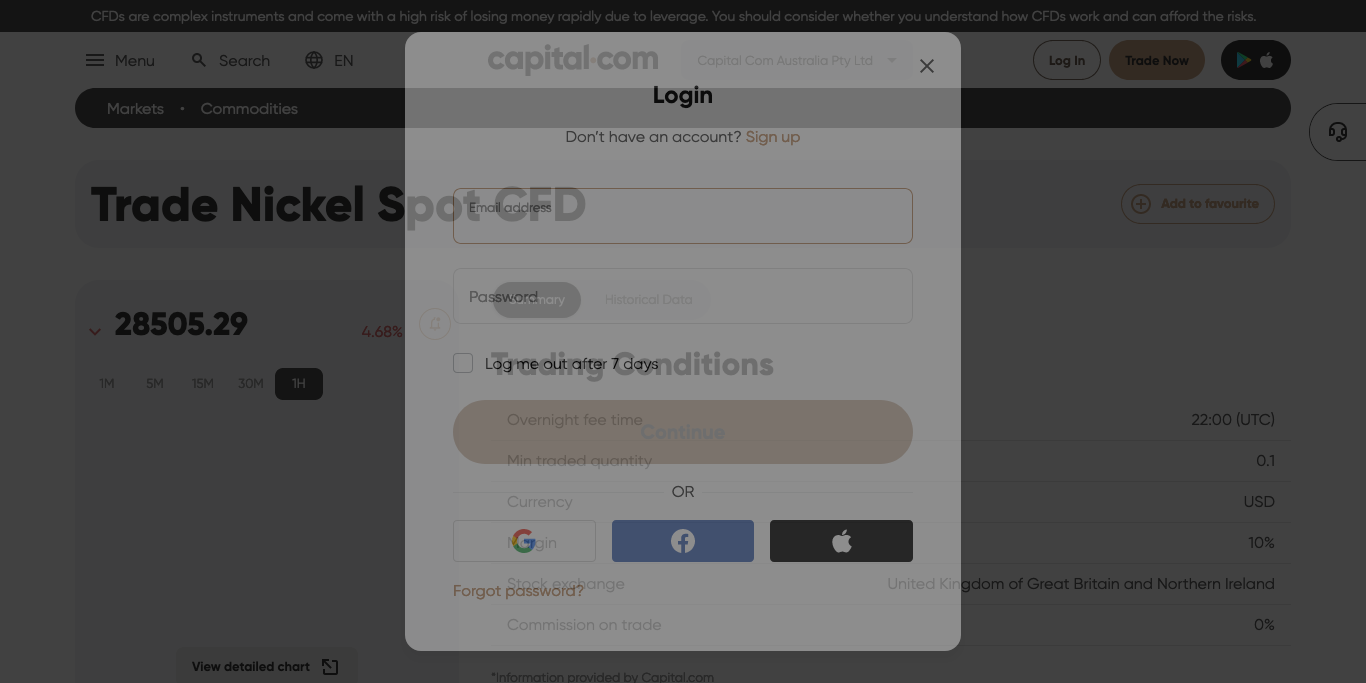 CFDs are complex instruments and come with a high risk of losing money rapidly due to leverage. You should consider whether you understand how CFDs work and can afford the risks.
Menu Search EN
capital.com
Capital Com Australia Pty Ltd
Log In
Trade Now
Login
Markets • Commodities
Don't have an account? Sign up
Trade Nickel Spot CFD
Add to favourite
Email address
Password
Summary
Historical Data
28505.29
4.68%
Log me out after 7 days
Trading Conditions
1M 5M 15M 30M 1H
Continue
Overnight fee time 22:00 (UTC)
Min traded quantity 0.1
OR
Currency USD
Margin 10%
Stock exchange United Kingdom of Great Britain and Northern Ireland
Forgot password?
Commission on trade 0%
View detailed chart
*Information provided by Capital.com